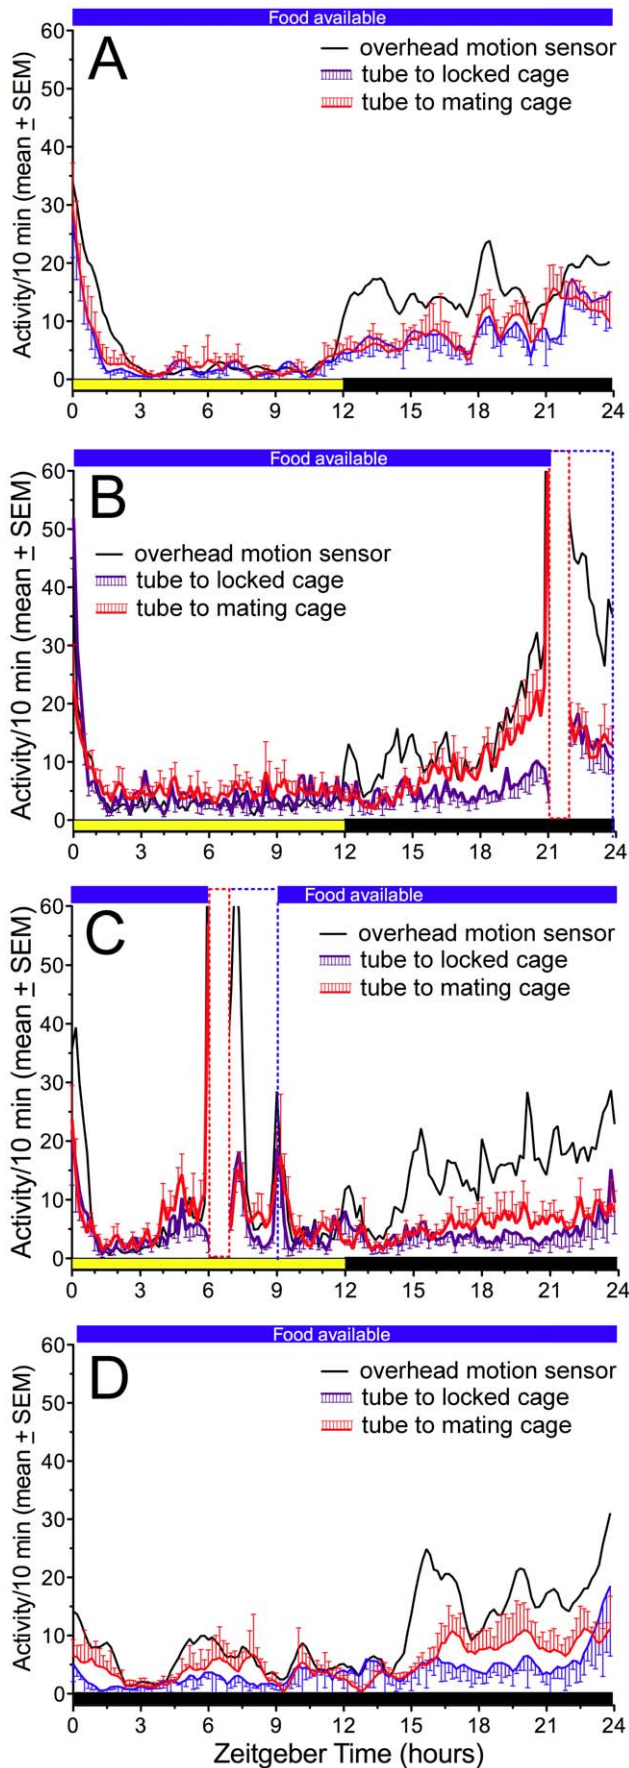 Food available
A
overhead motion sensor
tube to locked cage
tube to mating cage
Activity/10 min (mean ± SEM)
60
50
40
30
20
10
0
0 3 6 9 12 15 18 21 24
Food available
B
overhead motion sensor
tube to locked cage
tube to mating cage
Activity/10 min (mean ± SEM)
60
50
40
30
20
10
0
0 3 6 9 12 15 18 21 24
Food available
C
overhead motion sensor
tube to locked cage
tube to mating cage
Activity/10 min (mean ± SEM)
60
50
40
30
20
10
0
0 3 6 9 12 15 18 21 24
Food available
D
overhead motion sensor
tube to locked cage
tube to mating cage
Activity/10 min (mean ± SEM)
60
50
40
30
20
10
0
0 3 6 9 12 15 18 21 24
Zeitgeber Time (hours)